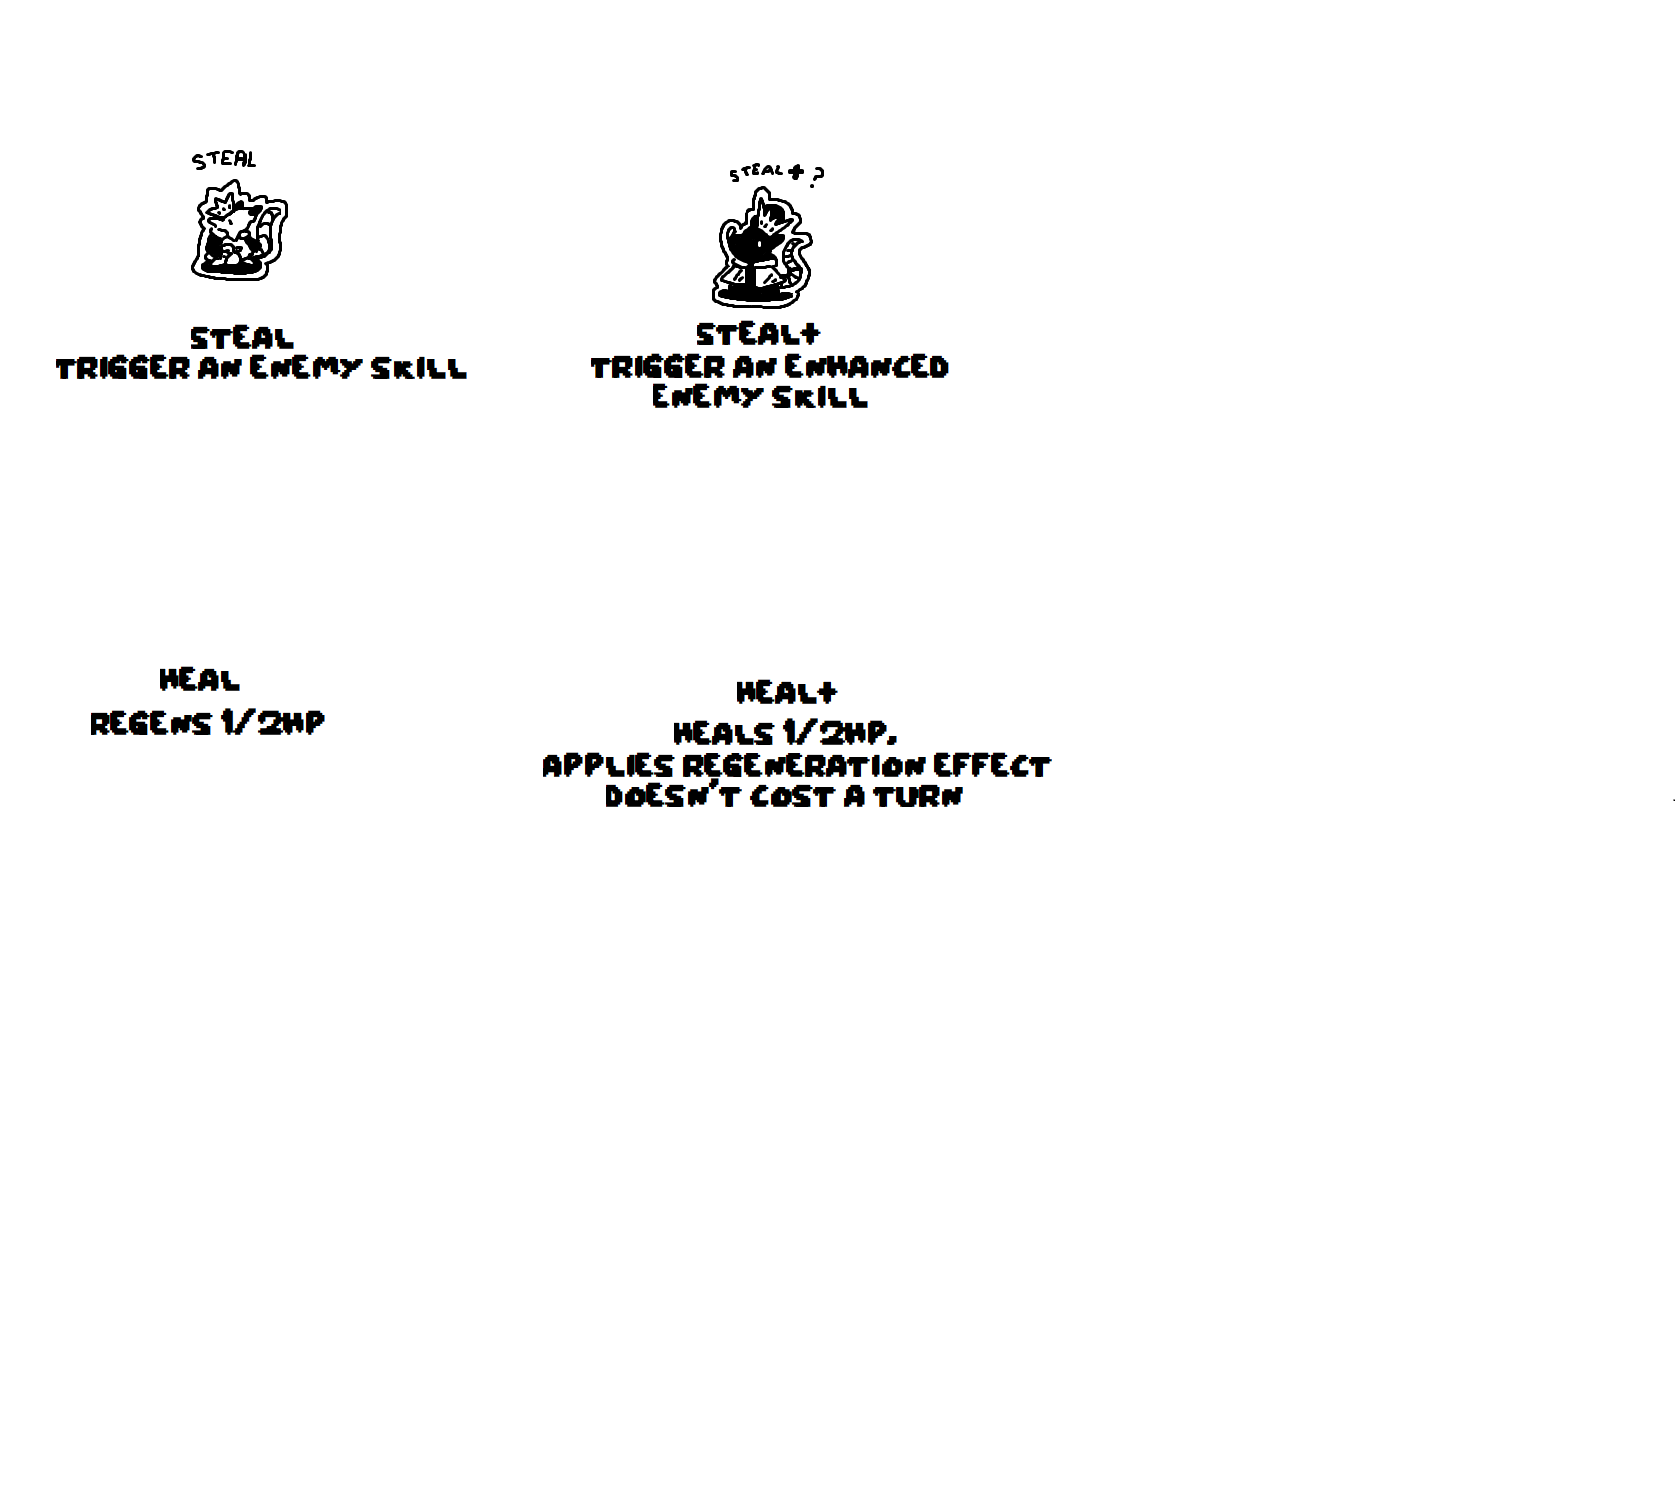 STEAL
STEAL
TRIGGER AN ENEMY SKILL
STEAL+?
STEAL+
TRIGGER AN ENHANCED
ENEMY SKILL
HEAL
REGENS 1/2HP
HEAL+
HEALS 1/2HP.
APPLIES REGENERATION EFFECT
DOESN'T COST A TURN